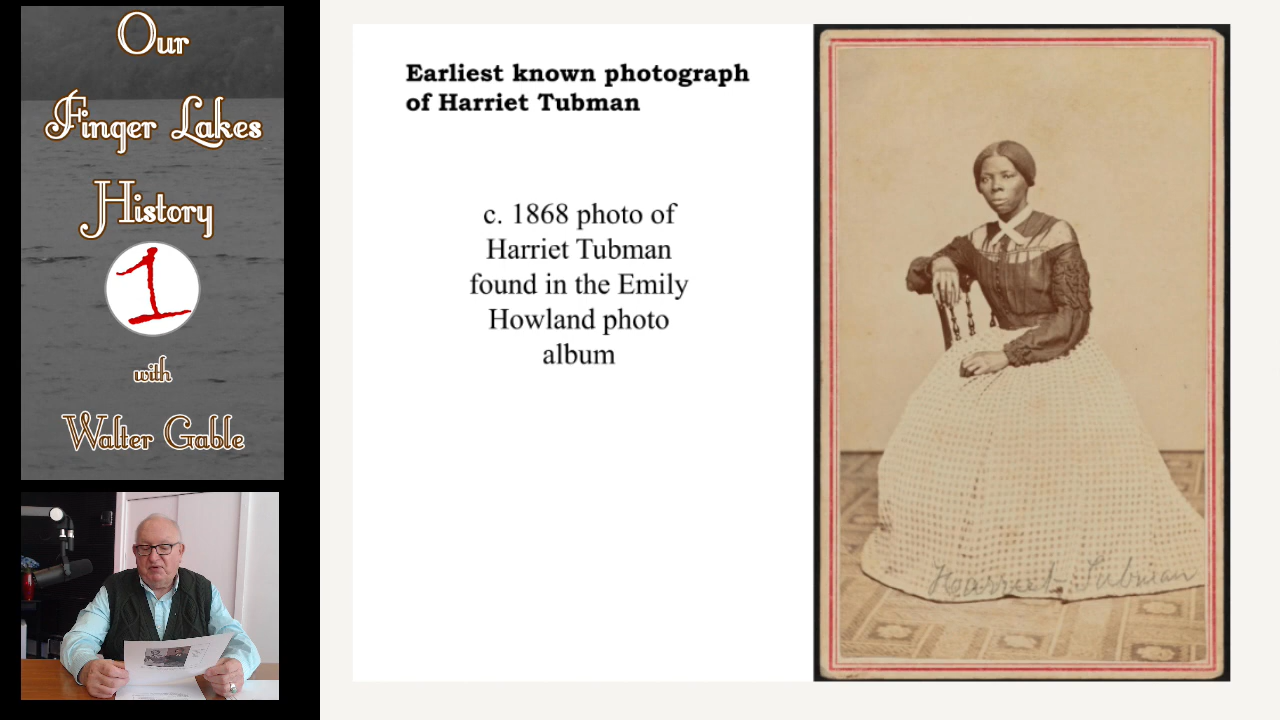 Our
Finger Lakes
History
1
with
Walter Gable
Earliest known photograph
of Harriet Tubman
c. 1868 photo of
Harriet Tubman
found in the Emily
Howland photo
album
Harriet Tubman